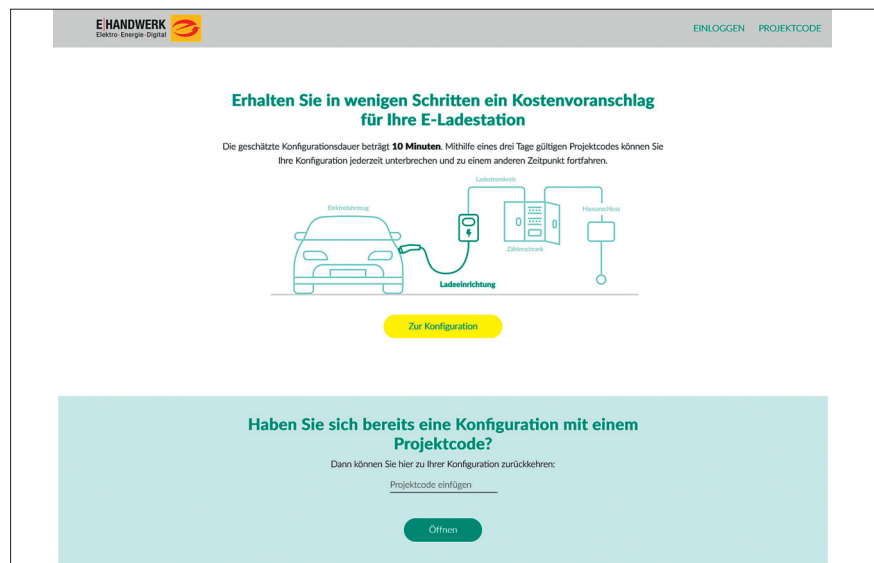 E|HANDWERK
Elektro·Energie·Digital
EINLOGGEN PROJEKTCODE
Erhalten Sie in wenigen Schritten ein Kostenvoranschlag
für Ihre E-Ladestation
Die geschätzte Konfigurationsdauer beträgt 10 Minuten. Mithilfe eines drei Tage gültigen Projektcodes können Sie
Ihre Konfiguration jederzeit unterbrechen und zu einem anderen Zeitpunkt fortfahren.
Ladestromkreis
Elektrofahrzeug
Hausanschluss
Zählerschrank
Ladeeinrichtung
Zur Konfiguration
Haben Sie sich bereits eine Konfiguration mit einem
Projektcode?
Dann können Sie hier zu Ihrer Konfiguration zurückkehren:
Projektcode einfügen
Öffnen